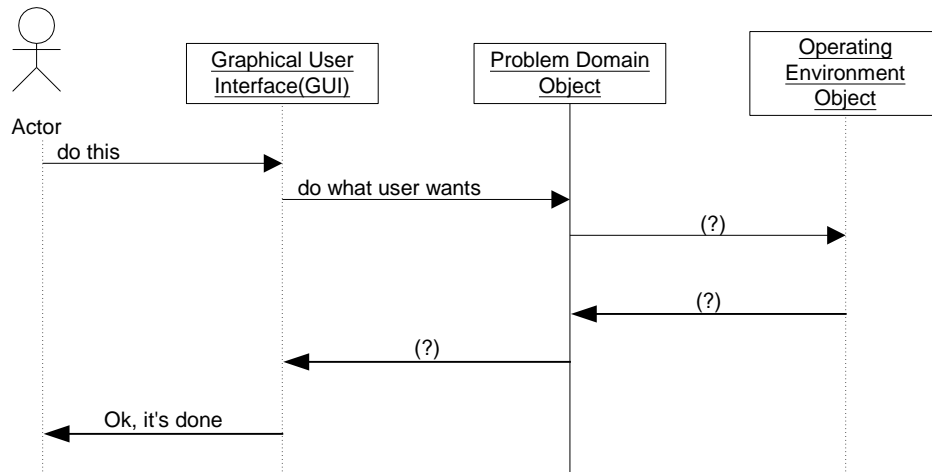 Graphical User
Interface(GUI)
Problem Domain
Object
Operating
Environment
Object
Actor
do this
do what user wants
(?)
(?)
(?)
Ok, it's done